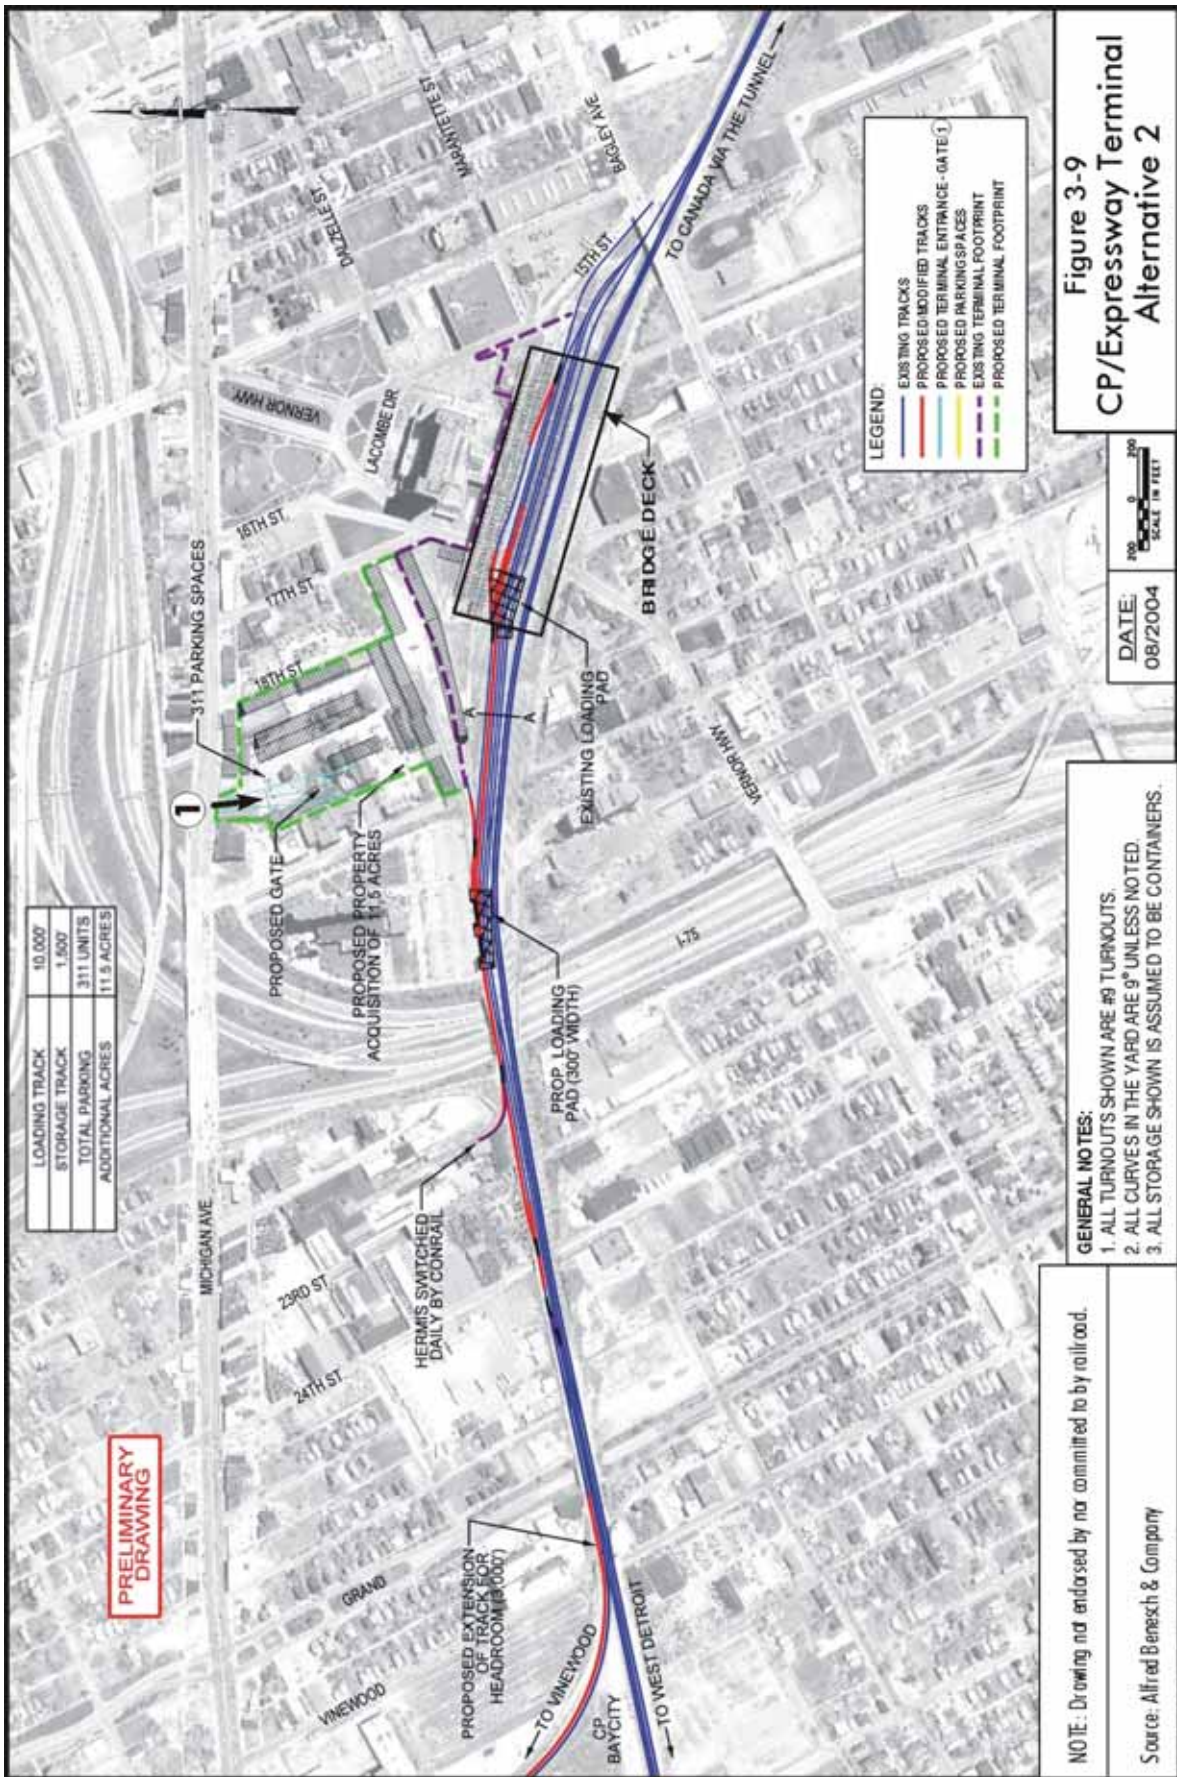 PRELIMINARY
DRAWING
LOADING TRACK 10,000'
STORAGE TRACK 1,500'
TOTAL PARKING 311 UNITS
ADDITIONAL ACRES 11.5 ACRES
MICHIGAN AVE.
1
311 PARKING SPACES
PROPOSED GATE
PROPOSED PROPERTY
ACQUISITION OF 11.5 ACRES
18TH ST.
17TH ST.
16TH ST.
VERNOR HWY.
LACOMBE DR.
DALZELLE ST.
MARANTETTE ST.
BAGLEY AVE.
15TH ST.
TO CANADA VIA THE TUNNEL
VINEWOOD
GRAND
24TH ST
23RD ST
HERMIS SWITCHED
DAILY BY CONRAIL
PROPOSED EXTENSION
OF TRACK FOR
HEADROOM (3,000')
TO VINEWOOD
CP
BAYCITY
TO WEST DETROIT
PROP. LOADING
PAD (300' WIDTH)
I-75
A
A
EXISTING LOADING
PAD
BRIDGE DECK
VERNOR HWY.
LEGEND:
EXISTING TRACKS
PROPOSED MODIFIED TRACKS
PROPOSED TERMINAL ENTRANCE - GATE 1
PROPOSED PARKING SPACES
EXISTING TERMINAL FOOTPRINT
PROPOSED TERMINAL FOOTPRINT
NOTE: Drawing not endorsed by nor committed to by railroad.
Source: Alfred Benesch & Company
GENERAL NOTES:
1. ALL TURNOUTS SHOWN ARE #9 TURNOUTS.
2. ALL CURVES IN THE YARD ARE 9° UNLESS NOTED.
3. ALL STORAGE SHOWN IS ASSUMED TO BE CONTAINERS.
DATE:
08/2004
200 0 200
SCALE IN FEET
Figure 3-9
CP/Expressway Terminal
Alternative 2